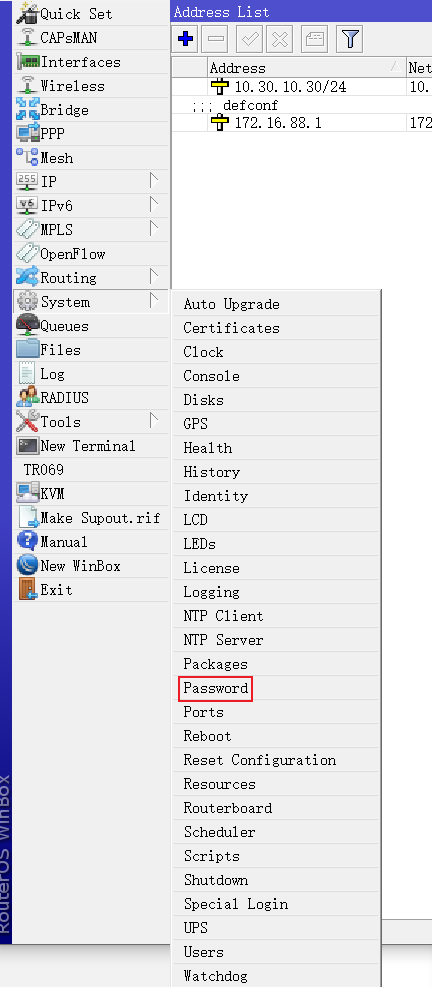 Quick Set
CAPsMAN
Interfaces
Wireless
Bridge
PPP
Mesh
255 IP
v6 IPv6
MPLS
OpenFlow
Routing
System
Queues
Files
Log
RADIUS
Tools
New Terminal
TR069
KVM
Make Supout.rif
Manual
New WinBox
Exit
RouterOS WinBox
Address List
Address Net
10.30.10.30/24 10.
;;; defconf
172.16.88.1 172
Auto Upgrade
Certificates
Clock
Console
Disks
GPS
Health
History
Identity
LCD
LEDs
License
Logging
NTP Client
NTP Server
Packages
Password
Ports
Reboot
Reset Configuration
Resources
Routerboard
Scheduler
Scripts
Shutdown
Special Login
UPS
Users
Watchdog